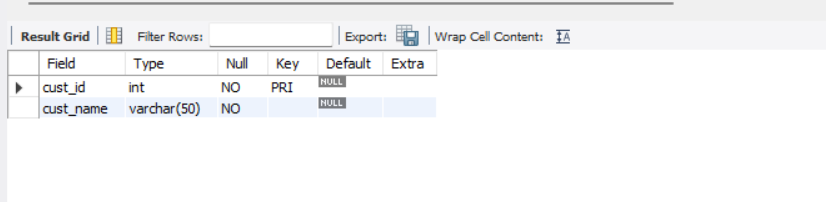 Result Grid Filter Rows: Export: Wrap Cell Content: IA
Field Type Null Key Default Extra
cust_id int NO PRI NULL
cust_name varchar(50) NO NULL